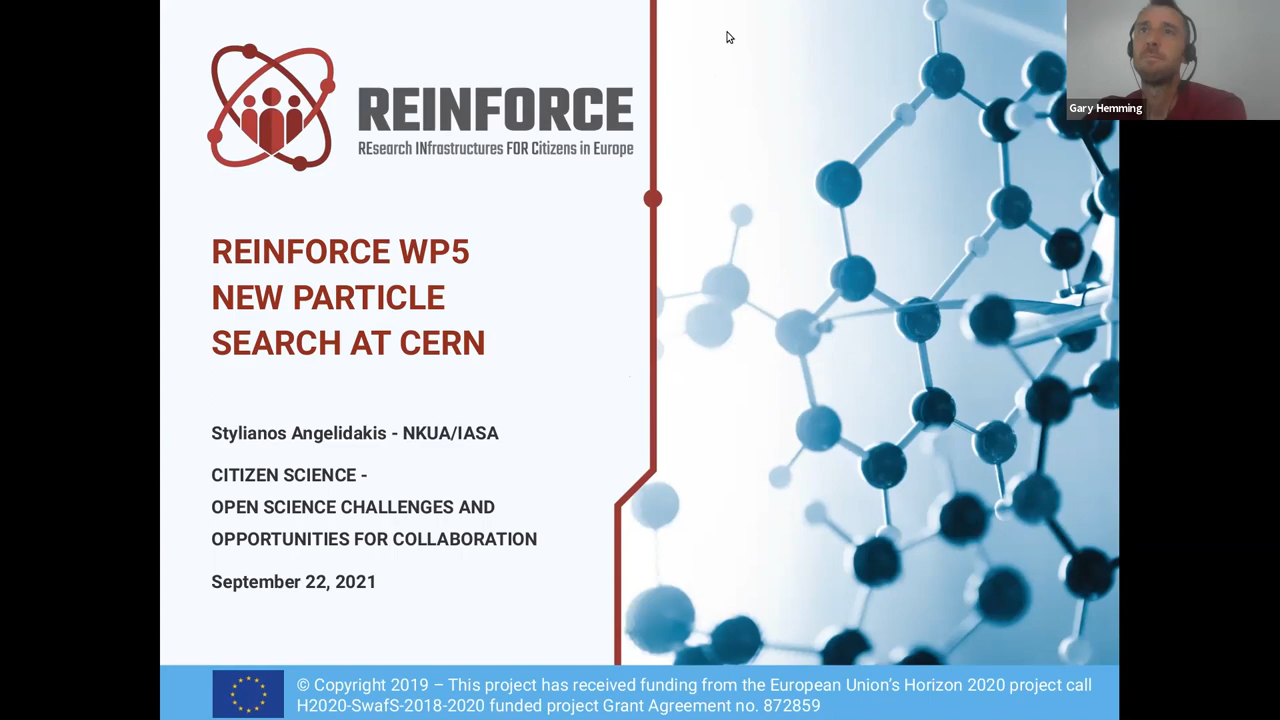 REINFORCE
REsearch INfrastructures FOR Citizens in Europe
REINFORCE WP5
NEW PARTICLE
SEARCH AT CERN
Stylianos Angelidakis - NKUA/IASA
CITIZEN SCIENCE -
OPEN SCIENCE CHALLENGES AND
OPPORTUNITIES FOR COLLABORATION
September 22, 2021
© Copyright 2019 – This project has received funding from the European Union’s Horizon 2020 project call
H2020-SwafS-2018-2020 funded project Grant Agreement no. 872859
Gary Hemming